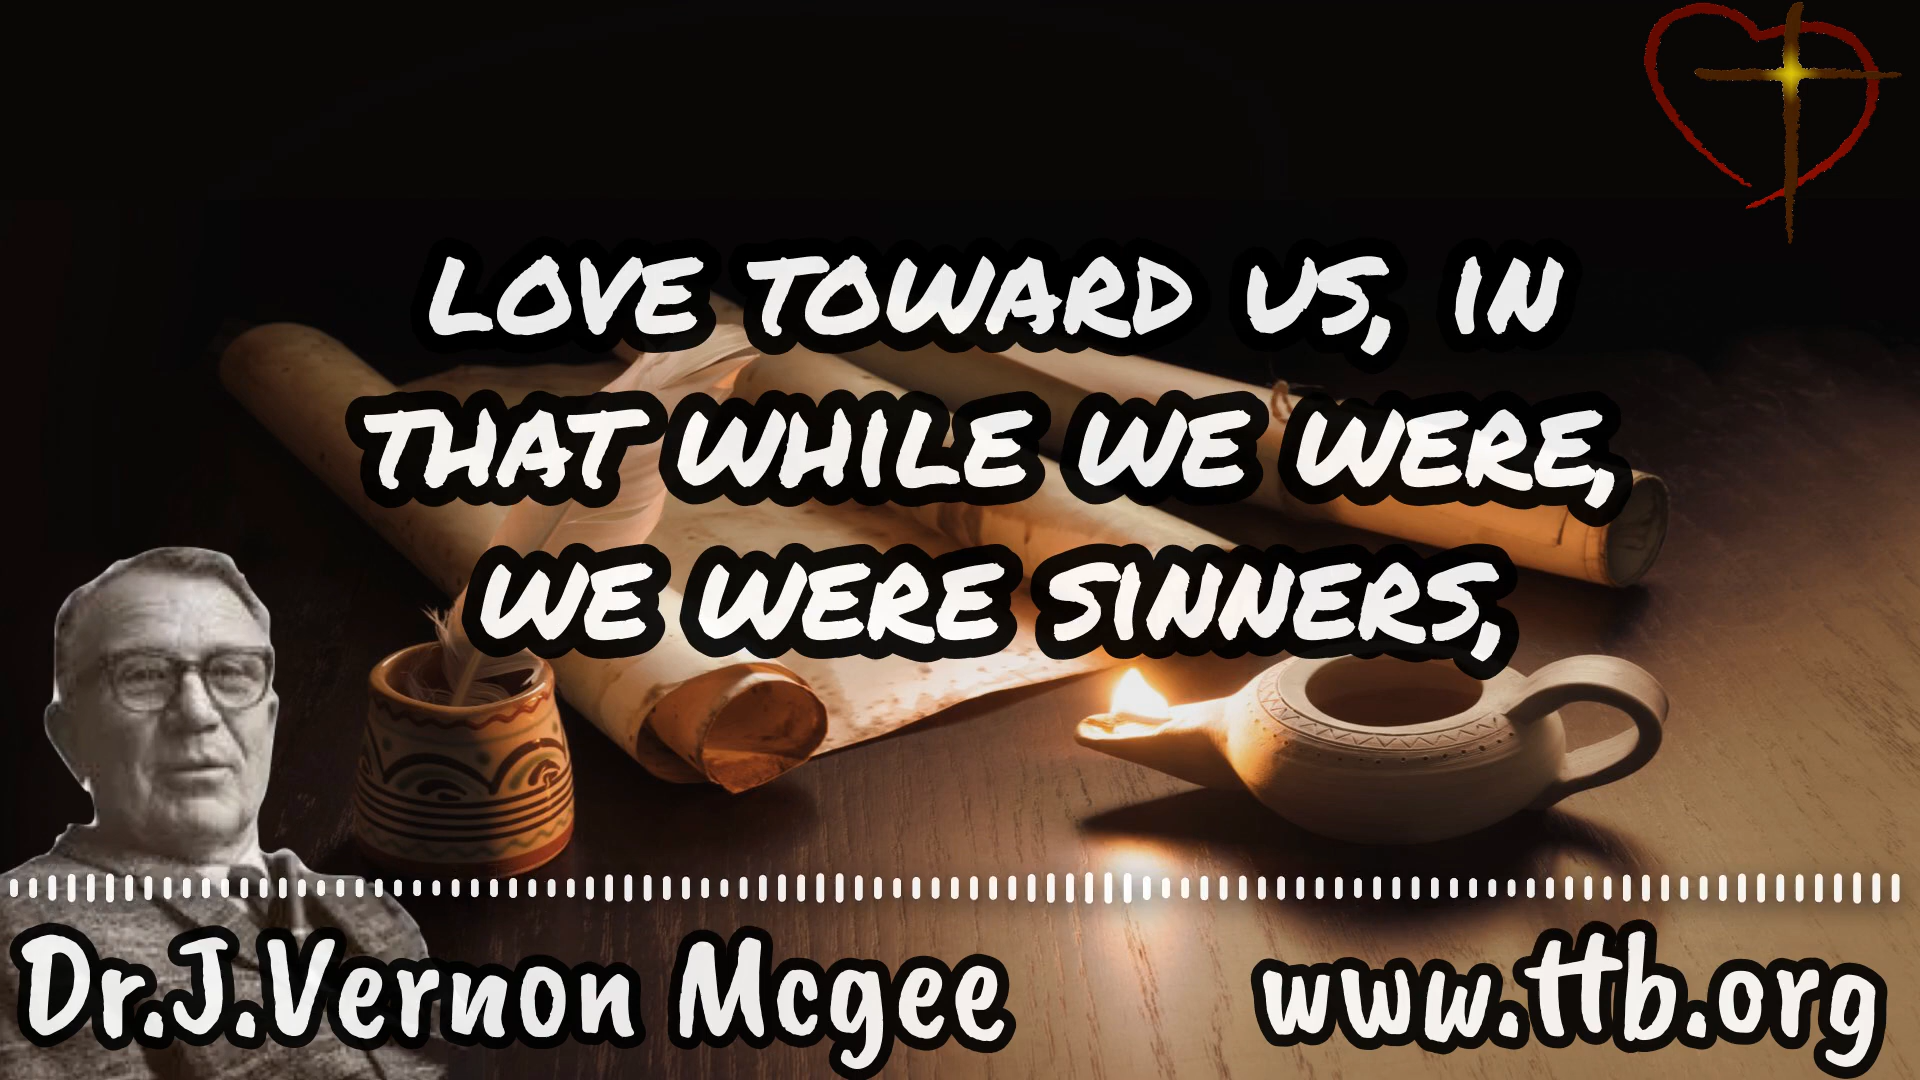 LOVE TOWARD US, IN
THAT WHILE WE WERE,
WE WERE SINNERS,
Dr.J.Vernon Mcgee
www.ttb.org